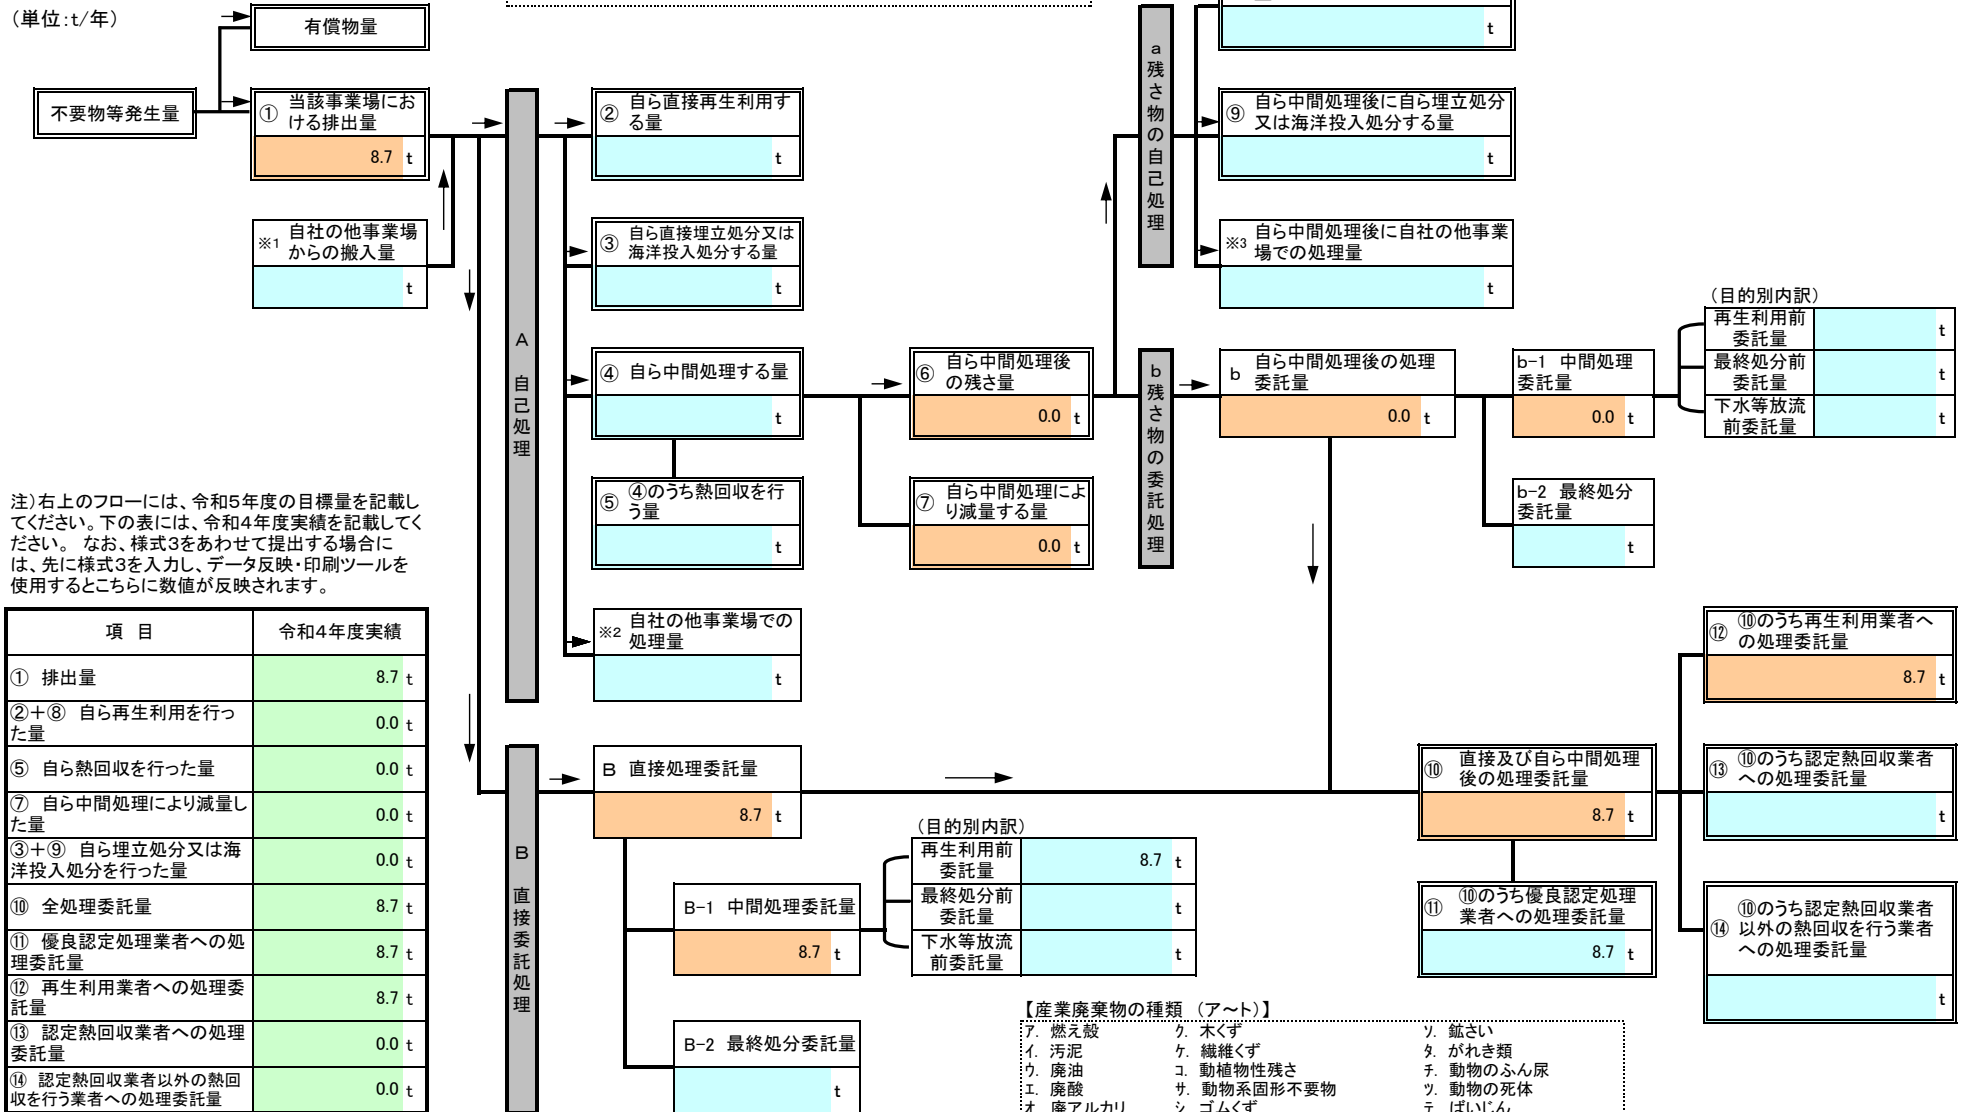 (単位:t/年)
有償物量
不要物等発生量
① 当該事業場にお
ける排出量
8.7 t
※1 自社の他事業場
からの搬入量
t
A 自己処理
② 自ら直接再生利用す
る量
t
③ 自ら直接埋立処分又は
海洋投入処分する量
t
④ 自ら中間処理する量
t
⑤ ④のうち熱回収を行
う量
t
※2 自社の他事業場での
処理量
t
⑥ 自ら中間処理後
の残さ量
0.0 t
⑦ 自ら中間処理によ
り減量する量
0.0 t
a 残さ物の自己処理
t
⑨ 自ら中間処理後に自ら埋立処分
又は海洋投入処分する量
t
※3 自ら中間処理後に自社の他事業
場での処理量
t
b 残さ物の委託処理
b 自ら中間処理後の処理
委託量
0.0 t
b-1 中間処理
委託量
0.0 t
(目的別内訳)
再生利用前
委託量
t
最終処分前
委託量
t
下水等放流
前委託量
t
b-2 最終処分
委託量
t
注)右上のフローには、令和5年度の目標量を記載し
てください。下の表には、令和4年度実績を記載してく
ださい。 なお、様式3をあわせて提出する場合に
は、先に様式3を入力し、データ反映・印刷ツールを
使用するとこちらに数値が反映されます。
項 目 令和4年度実績
① 排出量 8.7 t
②+⑧ 自ら再生利用を行っ
た量 0.0 t
⑤ 自ら熱回収を行った量 0.0 t
⑦ 自ら中間処理により減量し
た量 0.0 t
③+⑨ 自ら埋立処分又は海
洋投入処分を行った量 0.0 t
⑩ 全処理委託量 8.7 t
⑪ 優良認定処理業者への処
理委託量 8.7 t
⑫ 再生利用業者への処理委
託量 8.7 t
⑬ 認定熱回収業者への処理
委託量 0.0 t
⑭ 認定熱回収業者以外の熱回
収を行う業者への処理委託量 0.0 t
B 直接委託処理
B 直接処理委託量
8.7 t
B-1 中間処理委託量
8.7 t
B-2 最終処分委託量
t
(目的別内訳)
再生利用前
委託量
8.7 t
最終処分前
委託量
t
下水等放流
前委託量
t
⑩ 直接及び自ら中間処理
後の処理委託量
8.7 t
⑪ ⑩のうち優良認定処理
業者への処理委託量
8.7 t
⑫ ⑩のうち再生利用業者へ
の処理委託量
8.7 t
⑬ ⑩のうち認定熱回収業者
への処理委託量
t
⑭ ⑩のうち認定熱回収業者
以外の熱回収を行う業者
への処理委託量
t
【産業廃棄物の種類 (ア~ト)】
ア. 燃え殻 ク. 木くず ソ. 鉱さい
イ. 汚泥 ケ. 繊維くず タ. がれき類
ウ. 廃油 コ. 動植物性残さ チ. 動物のふん尿
エ. 廃酸 サ. 動物系固形不要物 ツ. 動物の死体
オ. 廃アルカリ シ. ゴムくず テ. ばいじん